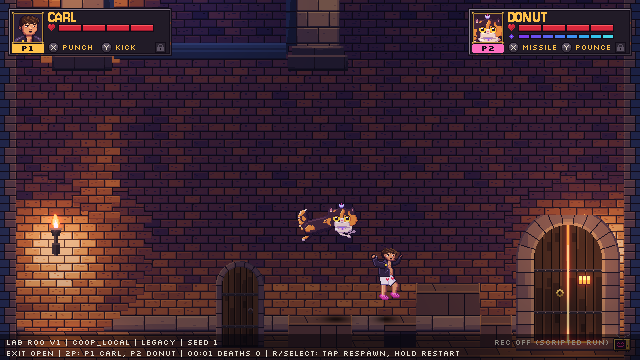 CARL
P1
X PUNCH Y KICK
DONUT
P2
X MISSILE Y POUNCE
LAB ROO V1 | COOP_LOCAL | LEGACY | SEED 1
REC OFF (SCRIPTED RUN)
EXIT OPEN | 2P: P1 CARL, P2 DONUT | 00:01 DEATHS 0 | R/SELECT: TAP RESPAWN, HOLD RESTART